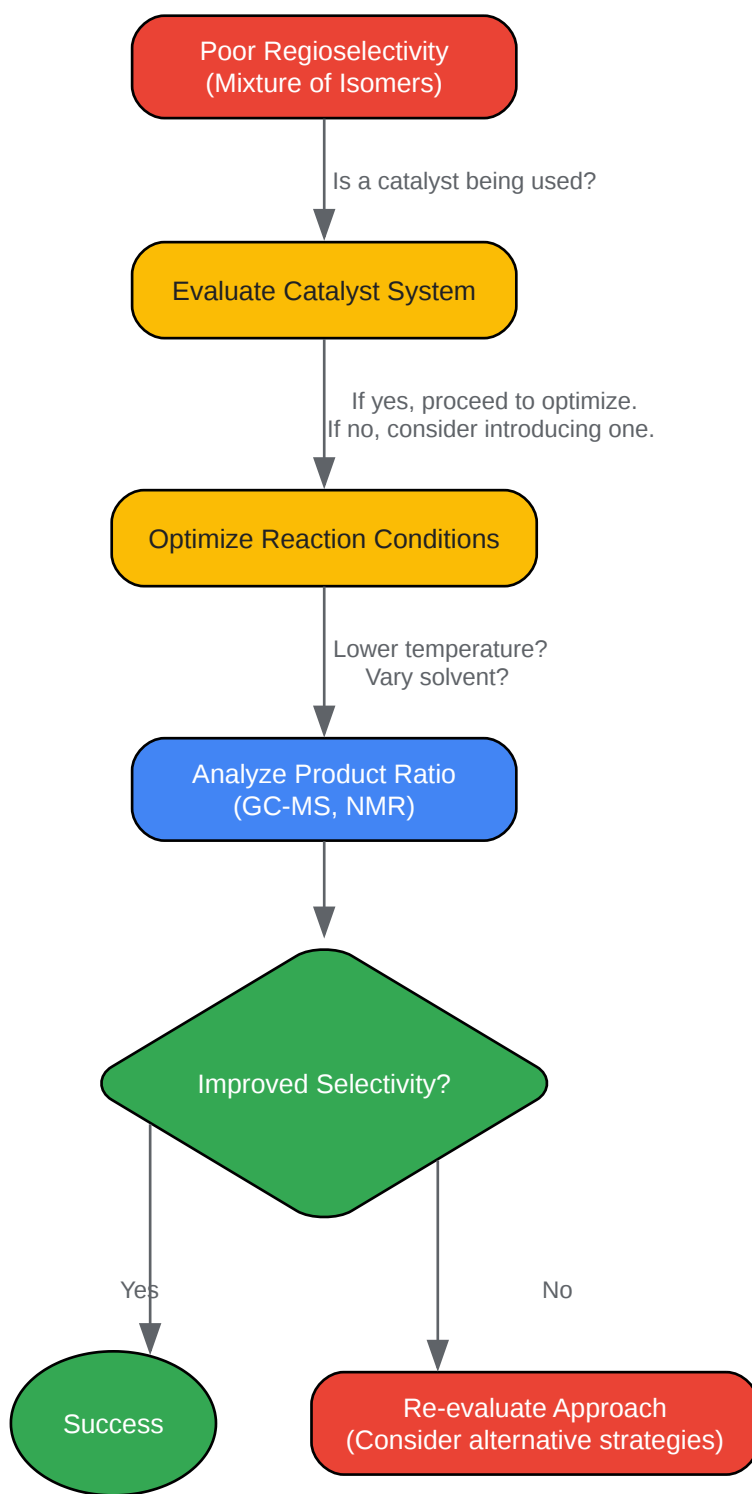 Poor Regioselectivity
(Mixture of Isomers)
Is a catalyst being used?
Evaluate Catalyst System
If yes, proceed to optimize.
If no, consider introducing one.
Optimize Reaction Conditions
Lower temperature?
Vary solvent?
Analyze Product Ratio
(GC-MS, NMR)
Improved Selectivity?
Yes
No
Success
Re-evaluate Approach
(Consider alternative strategies)